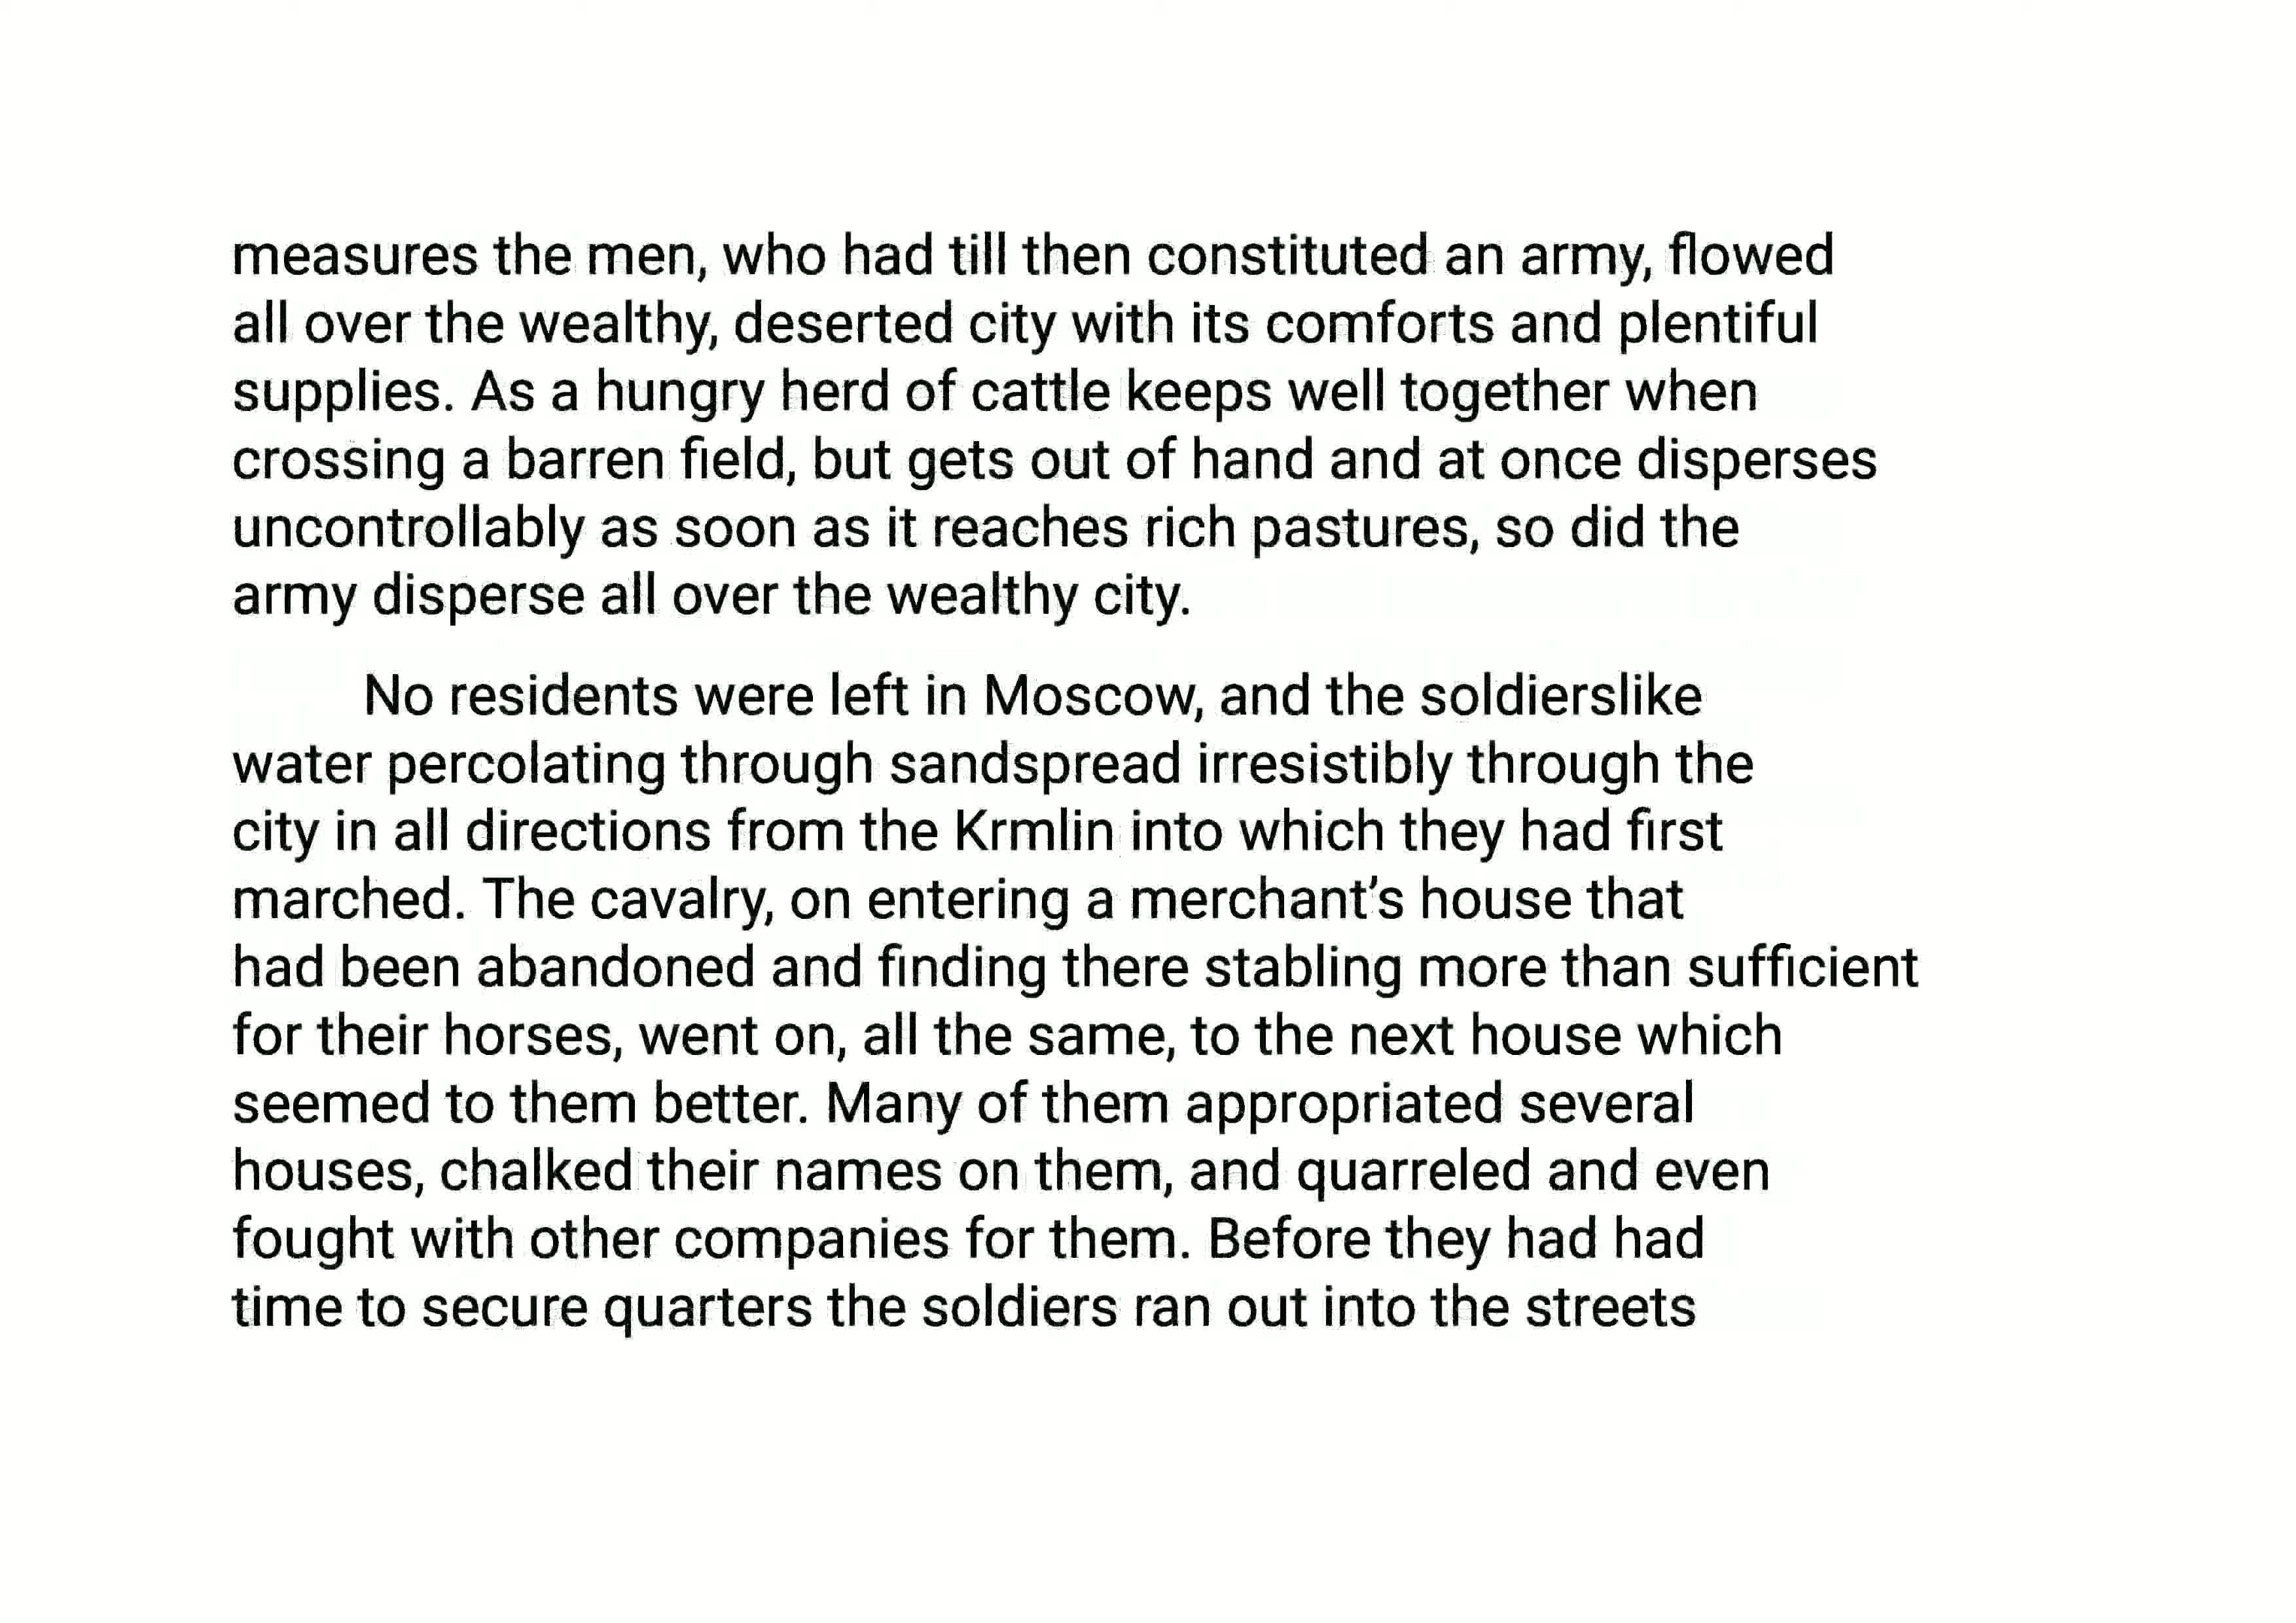 measures the men, who had till then constituted an army, flowed
all over the wealthy, deserted city with its comforts and plentiful
supplies. As a hungry herd of cattle keeps well together when
crossing a barren field, but gets out of hand and at once disperses
uncontrollably as soon as it reaches rich pastures, so did the
army disperse all over the wealthy city.
No residents were left in Moscow, and the soldierslike
water percolating through sandspread irresistibly through the
city in all directions from the Krmlin into which they had first
marched. The cavalry, on entering a merchant's house that
had been abandoned and finding there stabling more than sufficient
for their horses, went on, all the same, to the next house which
seemed to them better. Many of them appropriated several
houses, chalked their names on them, and quarreled and even
fought with other companies for them. Before they had had
time to secure quarters the soldiers ran out into the streets